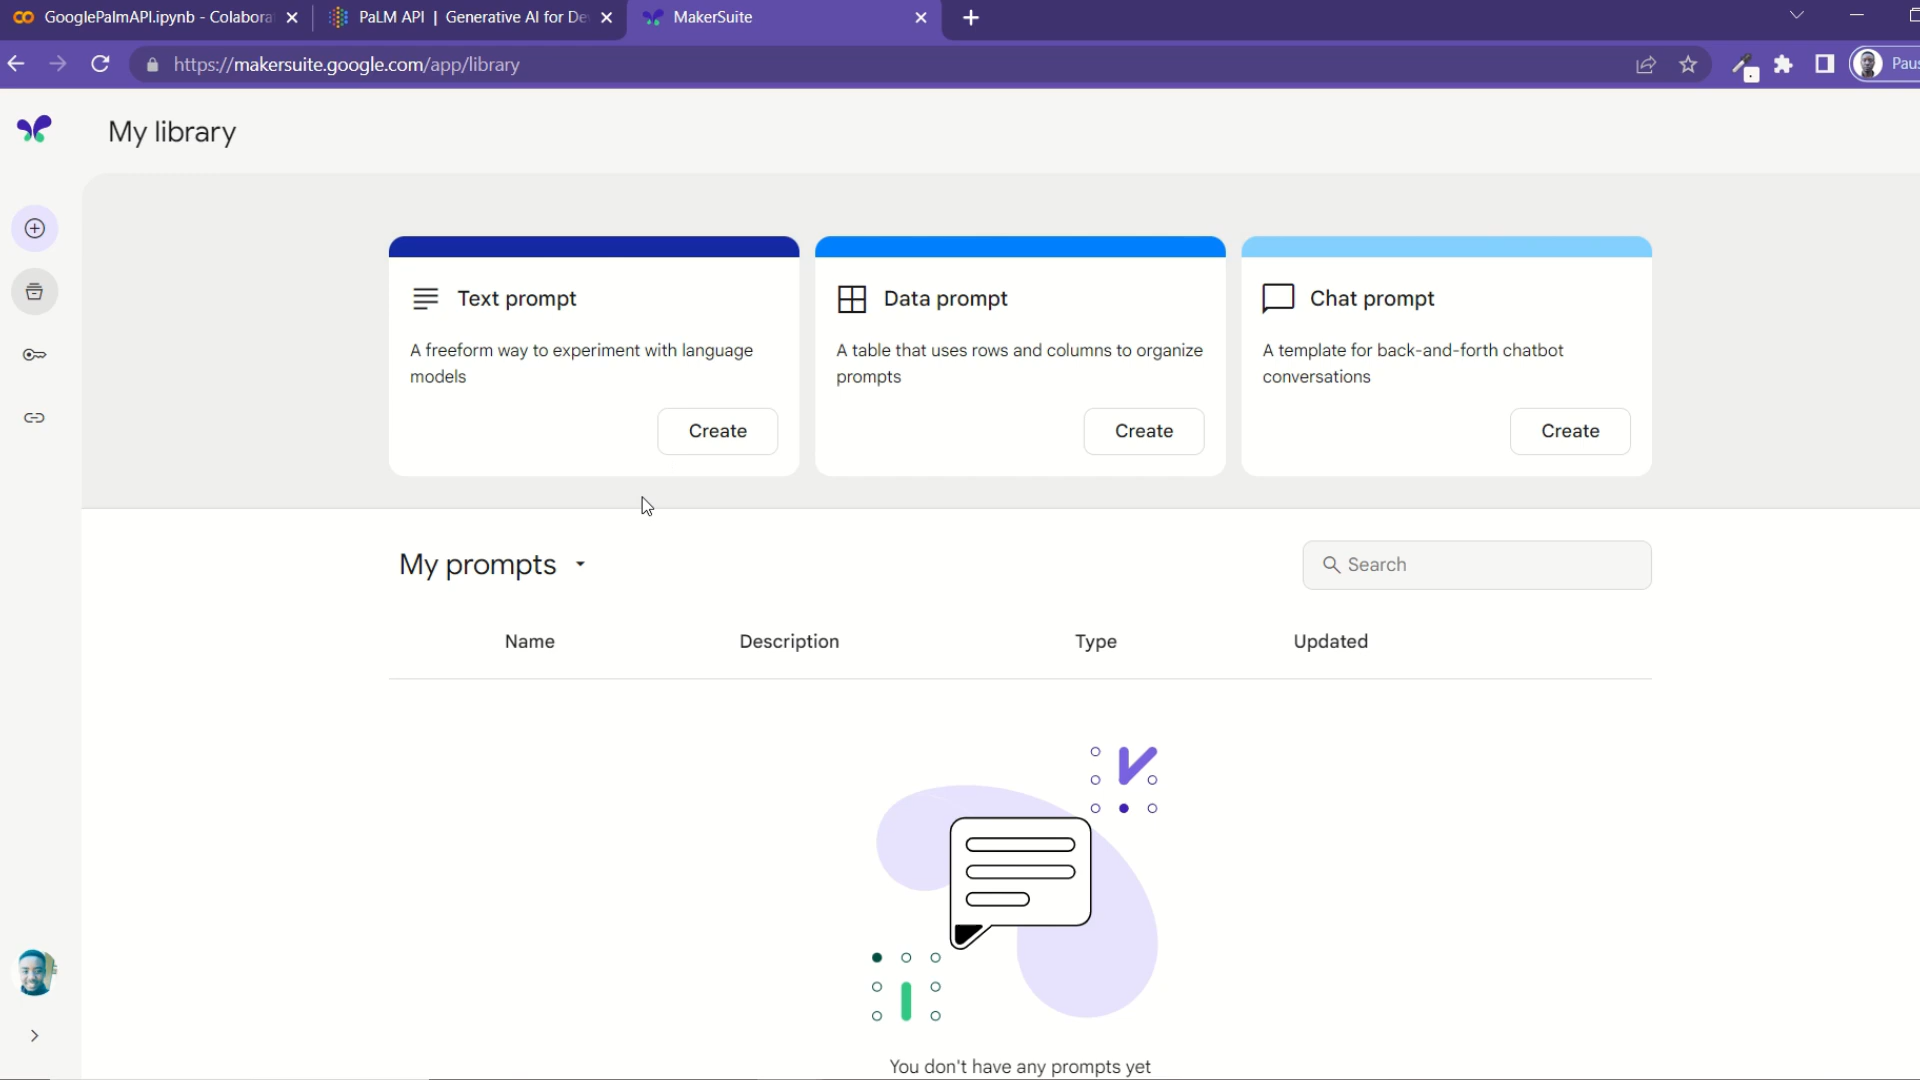 GooglePalmAPI.ipynb - Colabora
PaLM API | Generative AI for De
MakerSuite
https://makersuite.google.com/app/library
Paus
My library
Text prompt
A freeform way to experiment with language
models
Create
Data prompt
A table that uses rows and columns to organize
prompts
Create
Chat prompt
A template for back-and-forth chatbot
conversations
Create
My prompts
Search
Name Description Type Updated
You don't have any prompts yet